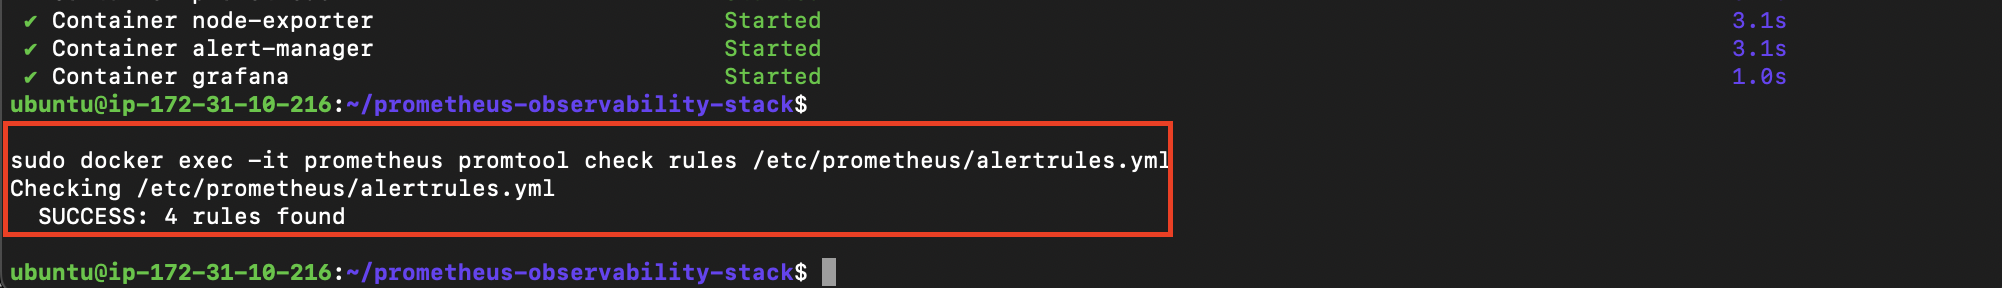 ✔ Container node-exporter Started 3.1s
✔ Container alert-manager Started 3.1s
✔ Container grafana Started 1.0s
ubuntu@ip-172-31-10-216:~/prometheus-observability-stack$
sudo docker exec -it prometheus promtool check rules /etc/prometheus/alertrules.yml
Checking /etc/prometheus/alertrules.yml
  SUCCESS: 4 rules found
ubuntu@ip-172-31-10-216:~/prometheus-observability-stack$